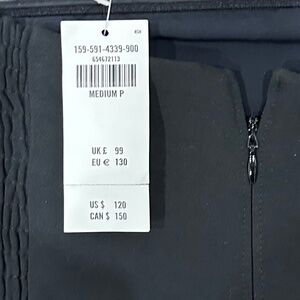 159-591-4339-900
654672113
MEDIUM P
UK £ 99
EU € 130
US $ 120
CAN $ 150